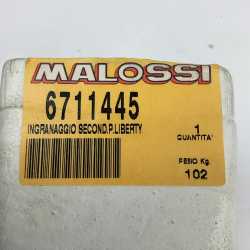 MALOSSI
6711445
INGRANAGGIO SECOND.P.LIBERTY
1
QUANTITA'
PESO Kg.
102